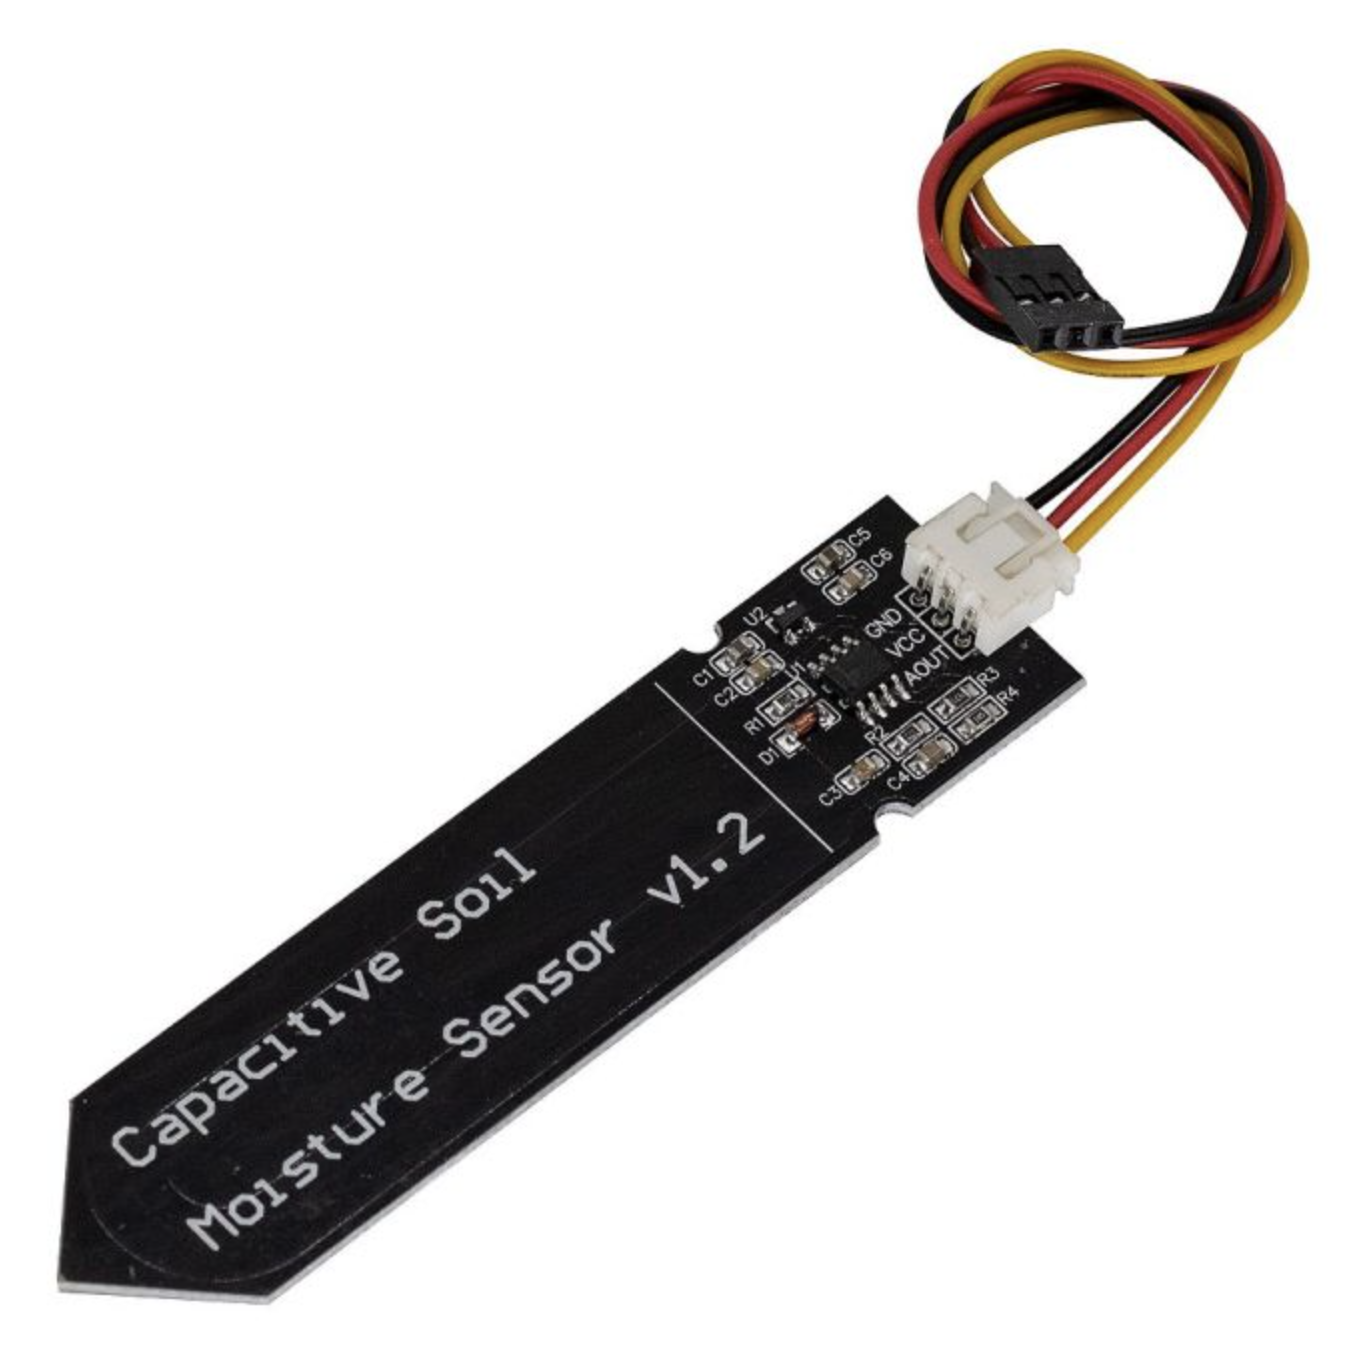 Capacitive Soil
Moisture Sensor v1.2
C5
C6
U2
GND
VCC
AOUT
C1
C2
U1
R1
D1
R2
R3
R4
C3
C4